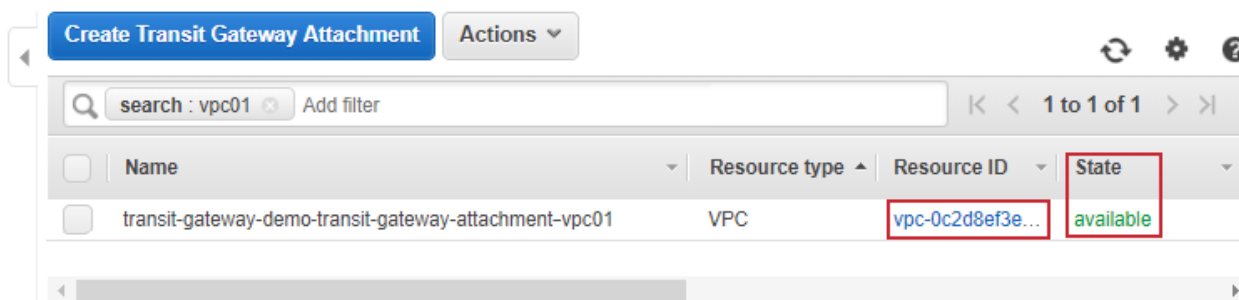 Create Transit Gateway Attachment Actions
search : vpc01 Add filter 1 to 1 of 1
Name Resource type Resource ID State
transit-gateway-demo-transit-gateway-attachment-vpc01 VPC vpc-0c2d8ef3e... available